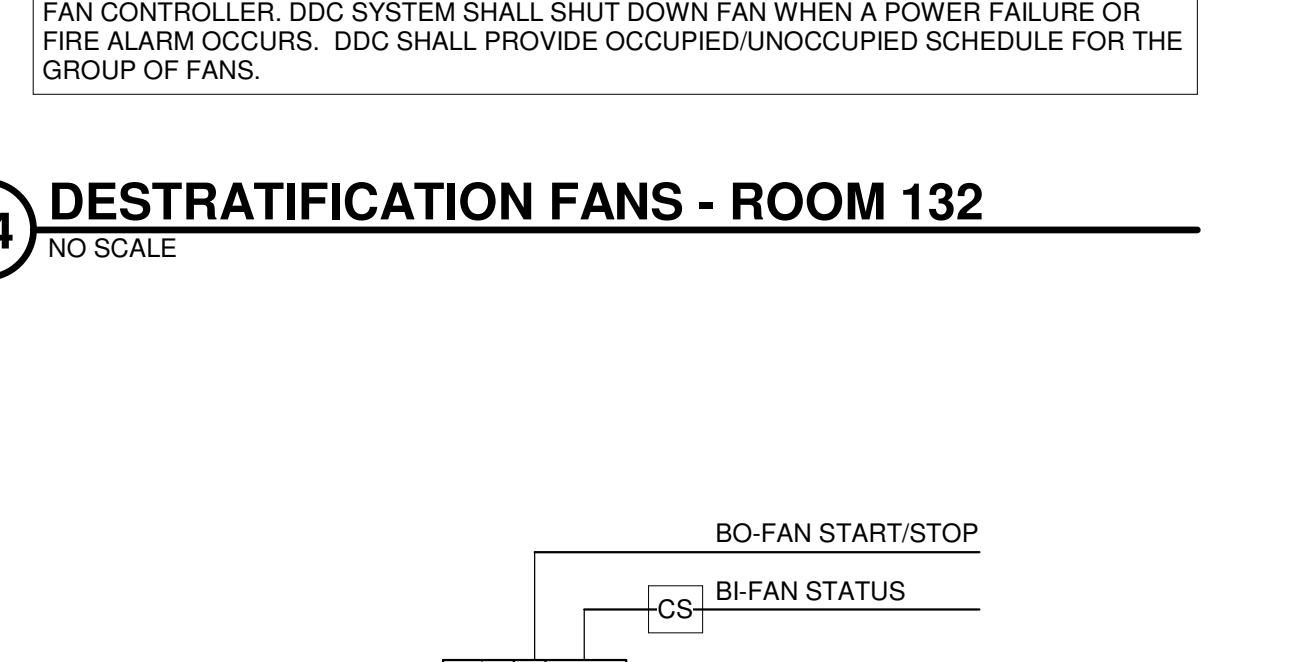 FAN CONTROLLER. DDC SYSTEM SHALL SHUT DOWN FAN WHEN A POWER FAILURE OR
FIRE ALARM OCCURS.  DDC SHALL PROVIDE OCCUPIED/UNOCCUPIED SCHEDULE FOR THE
GROUP OF FANS.
4
DESTRATIFICATION FANS - ROOM 132
NO SCALE
BO-FAN START/STOP
CS
BI-FAN STATUS